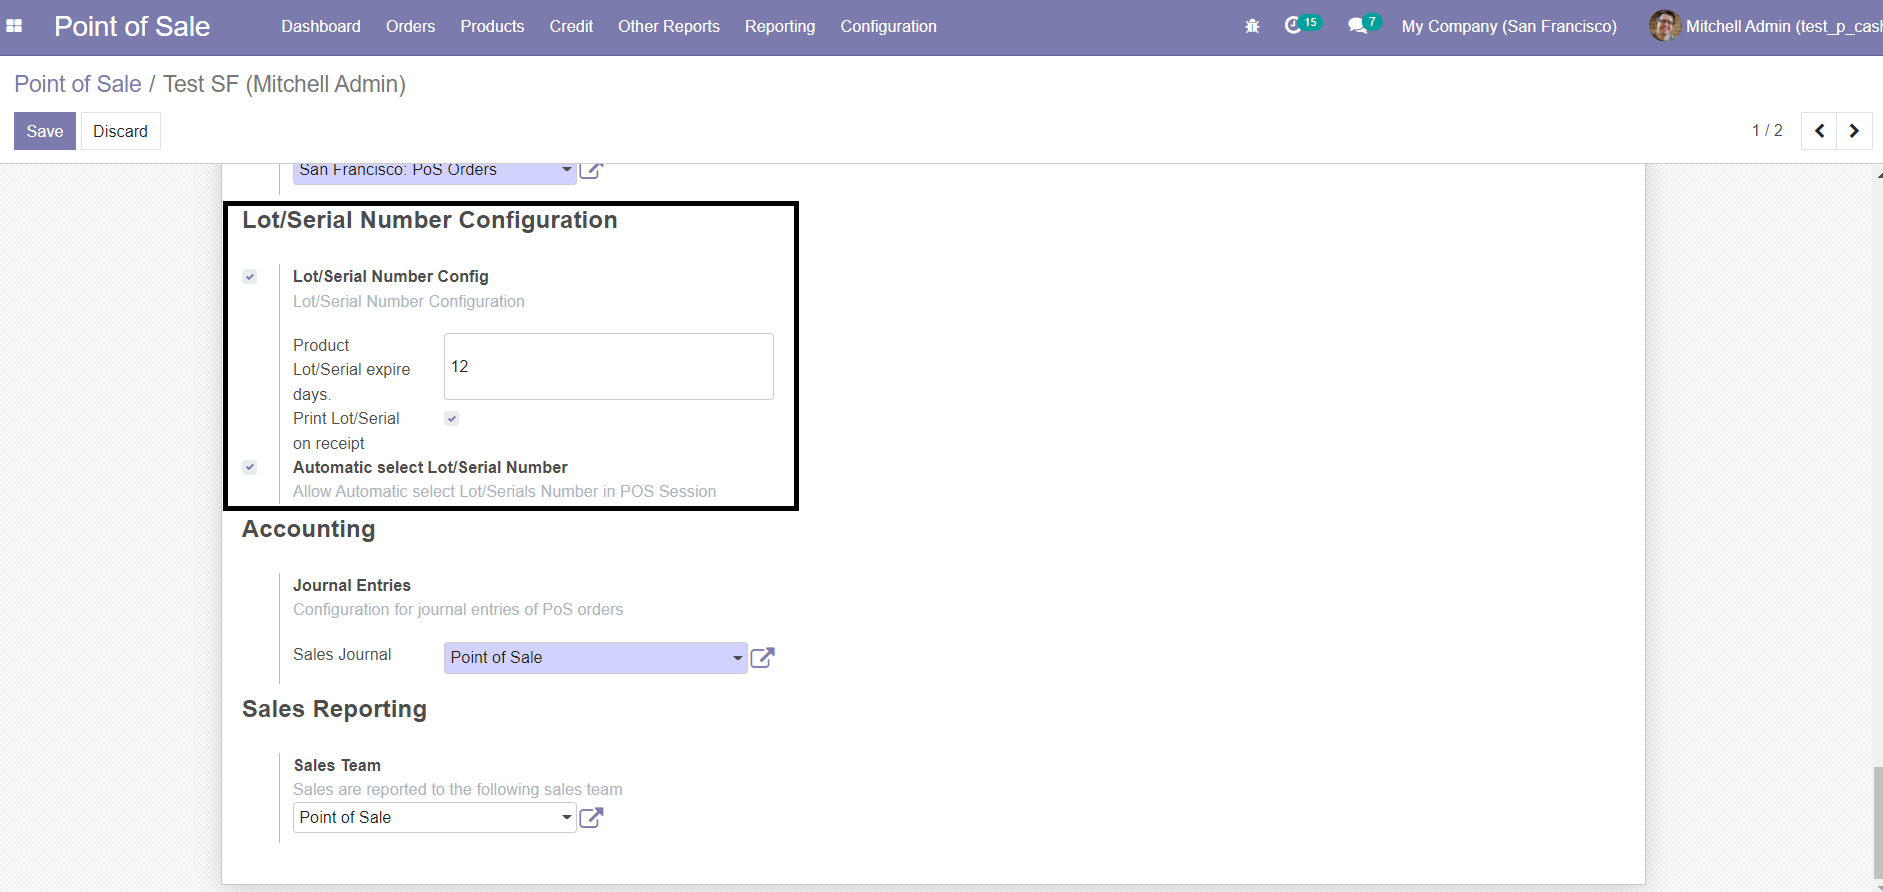 Point of Sale Dashboard Orders Products Credit Other Reports Reporting Configuration 15 7 My Company (San Francisco) Mitchell Admin (test_p_cash
Point of Sale / Test SF (Mitchell Admin)
Save Discard 1 / 2
San Francisco: PoS Orders
Lot/Serial Number Configuration
Lot/Serial Number Config
Lot/Serial Number Configuration
Product
Lot/Serial expire
days.
12
Print Lot/Serial
on receipt
Automatic select Lot/Serial Number
Allow Automatic select Lot/Serials Number in POS Session
Accounting
Journal Entries
Configuration for journal entries of PoS orders
Sales Journal Point of Sale
Sales Reporting
Sales Team
Sales are reported to the following sales team
Point of Sale